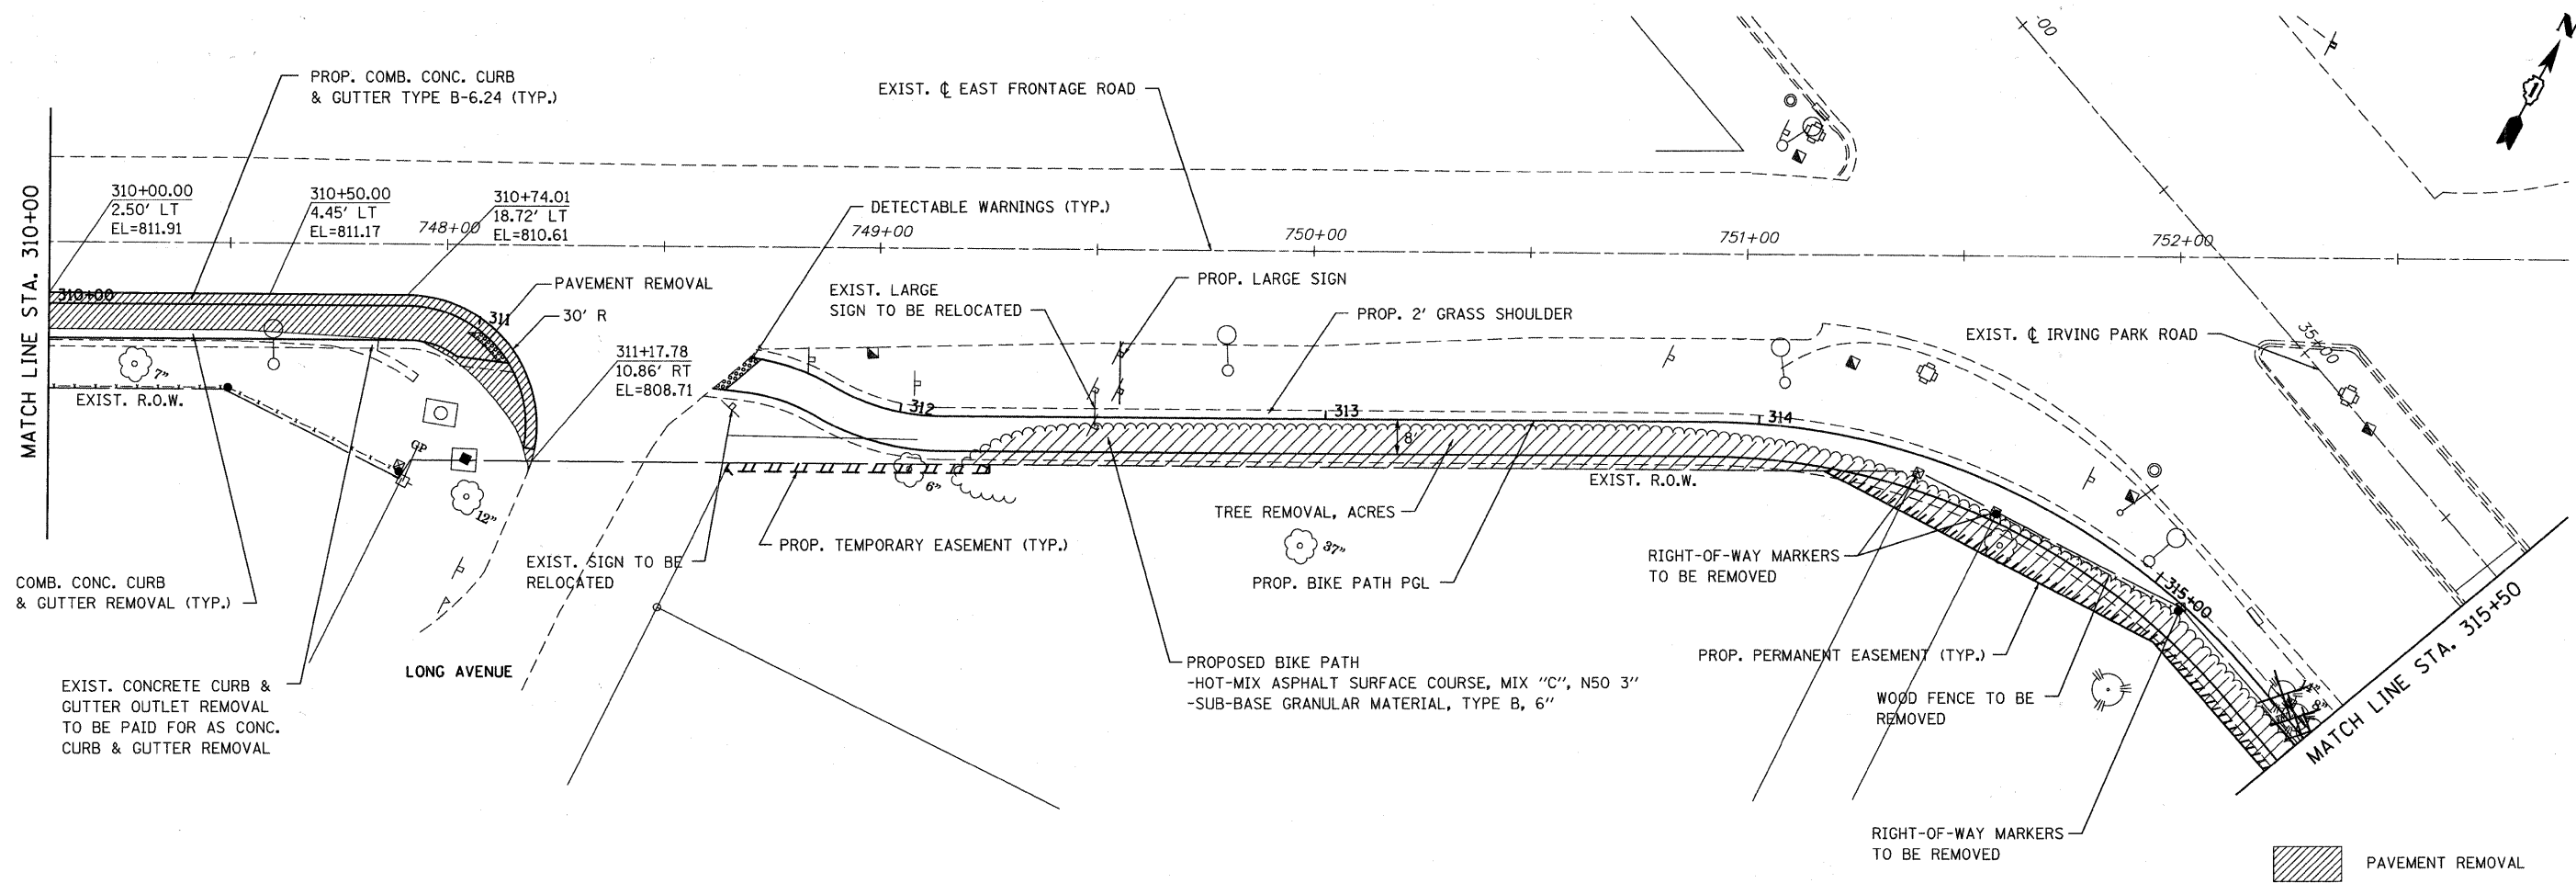 PROP. COMB. CONC. CURB
& GUTTER TYPE B-6.24 (TYP.)
EXIST. ℄ EAST FRONTAGE ROAD
00
N
MATCH LINE STA. 310+00
310+00.00
2.50' LT
EL=811.91
310+50.00
4.45' LT
EL=811.17
310+74.01
18.72' LT
EL=810.61
748+00
749+00
750+00
751+00
752+00
DETECTABLE WARNINGS (TYP.)
310+00
PAVEMENT REMOVAL
311
30' R
EXIST. LARGE
SIGN TO BE RELOCATED
PROP. LARGE SIGN
PROP. 2' GRASS SHOULDER
EXIST. ℄ IRVING PARK ROAD
35+00
311+17.78
10.86' RT
EL=808.71
7"
EXIST. R.O.W.
312
313
314
8'
GP
12"
6"
EXIST. R.O.W.
TREE REMOVAL, ACRES
37"
PROP. TEMPORARY EASEMENT (TYP.)
EXIST. SIGN TO BE
RELOCATED
PROP. BIKE PATH PGL
RIGHT-OF-WAY MARKERS
TO BE REMOVED
315+00
COMB. CONC. CURB
& GUTTER REMOVAL (TYP.)
LONG AVENUE
EXIST. CONCRETE CURB &
GUTTER OUTLET REMOVAL
TO BE PAID FOR AS CONC.
CURB & GUTTER REMOVAL
PROPOSED BIKE PATH
-HOT-MIX ASPHALT SURFACE COURSE, MIX "C", N50 3"
-SUB-BASE GRANULAR MATERIAL, TYPE B, 6"
PROP. PERMANENT EASEMENT (TYP.)
WOOD FENCE TO BE
REMOVED
8"
MATCH LINE STA. 315+50
RIGHT-OF-WAY MARKERS
TO BE REMOVED
PAVEMENT REMOVAL